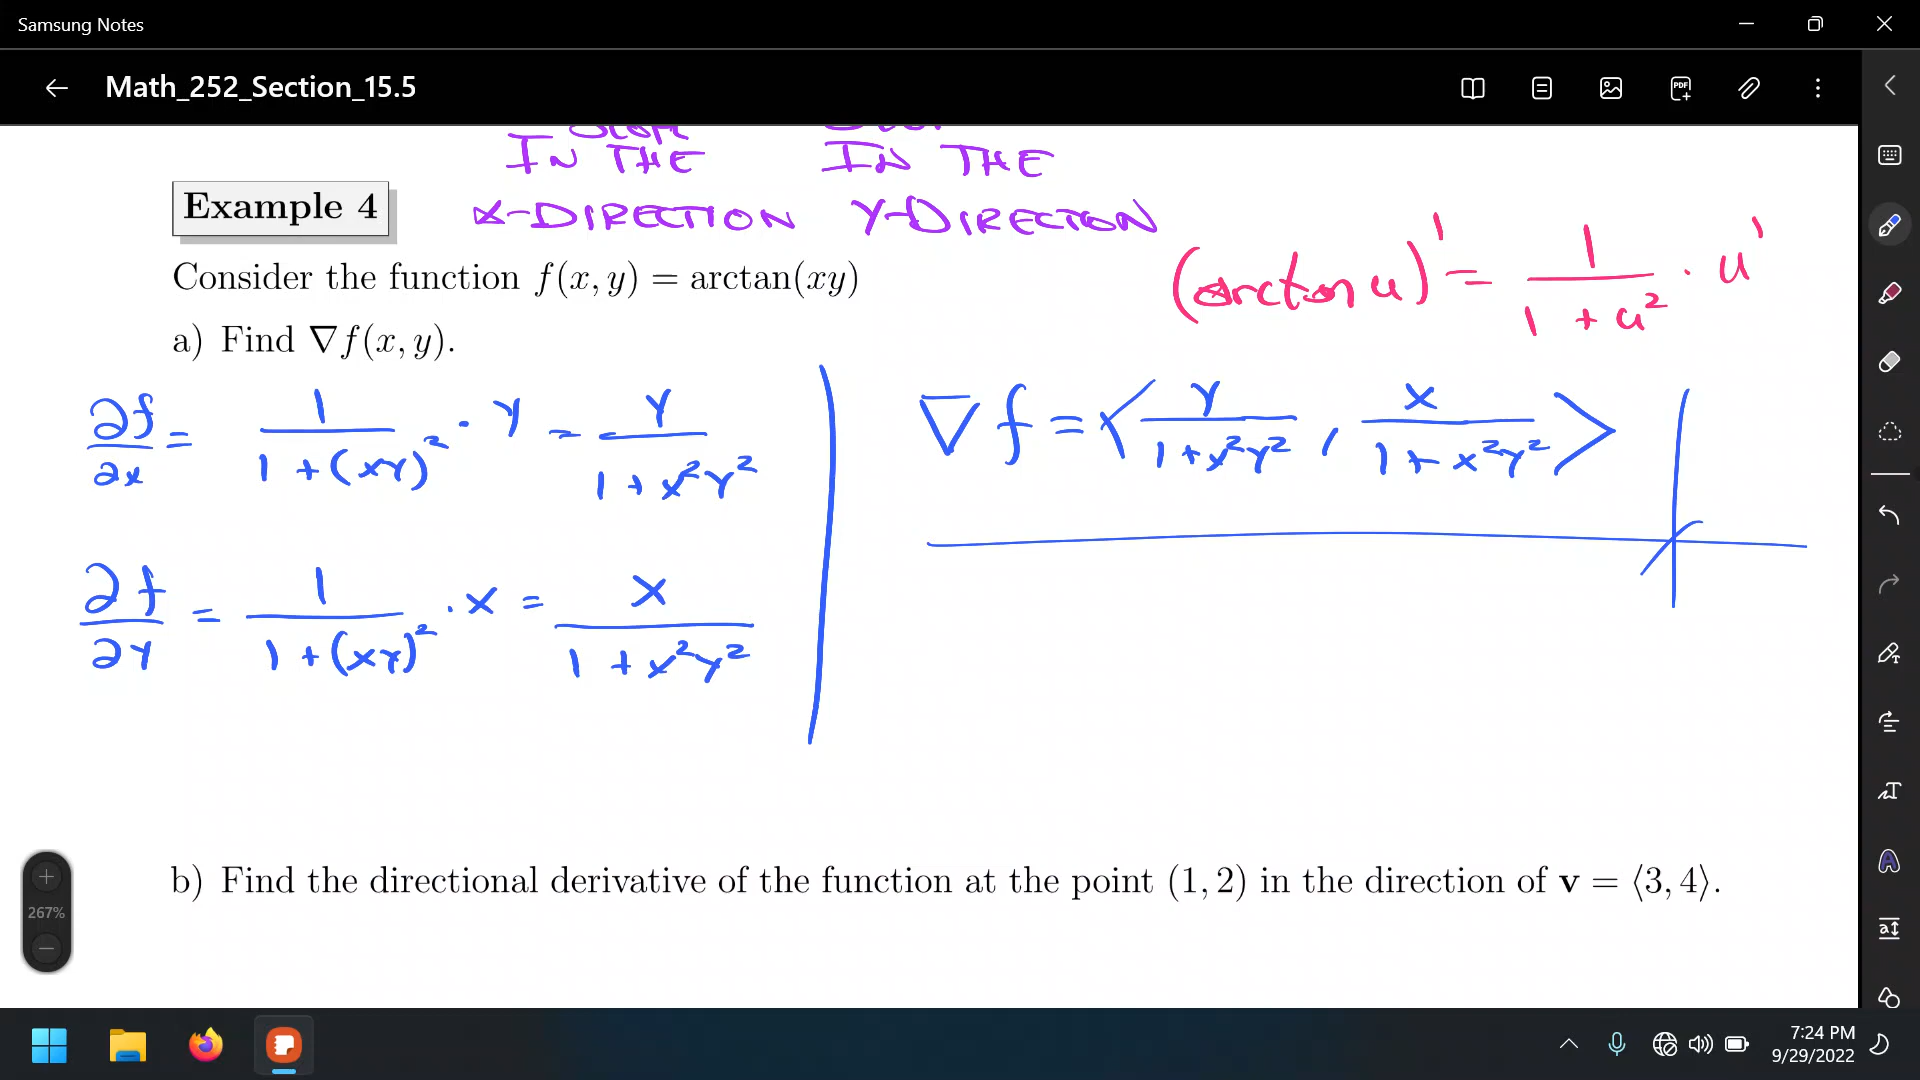 Samsung Notes
Math_252_Section_15.5
IN THE IN THE
X-DIRECTION Y-DIRECTION
Example 4
(arctan u)' = 1/(1 + u²) · u'
Consider the function f(x, y) = arctan(xy)
a) Find ∇f(x, y).
∂f/∂x = 1/(1 + (xy)²) · y = y/(1 + x²y²)
∇f = ⟨ y/(1 + x²y²), x/(1 + x²y²) ⟩
∂f/∂y = 1/(1 + (xy)²) · x = x/(1 + x²y²)
b) Find the directional derivative of the function at the point (1, 2) in the direction of v = ⟨3, 4⟩.
267%
7:24 PM
9/29/2022